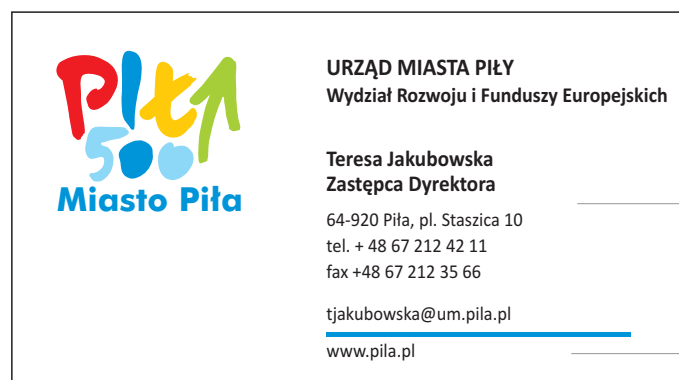 PIŁA
500
Miasto Piła
URZĄD MIASTA PIŁY
Wydział Rozwoju i Funduszy Europejskich
Teresa Jakubowska
Zastępca Dyrektora
64-920 Piła, pl. Staszica 10
tel. + 48 67 212 42 11
fax +48 67 212 35 66
tjakubowska@um.pila.pl
www.pila.pl